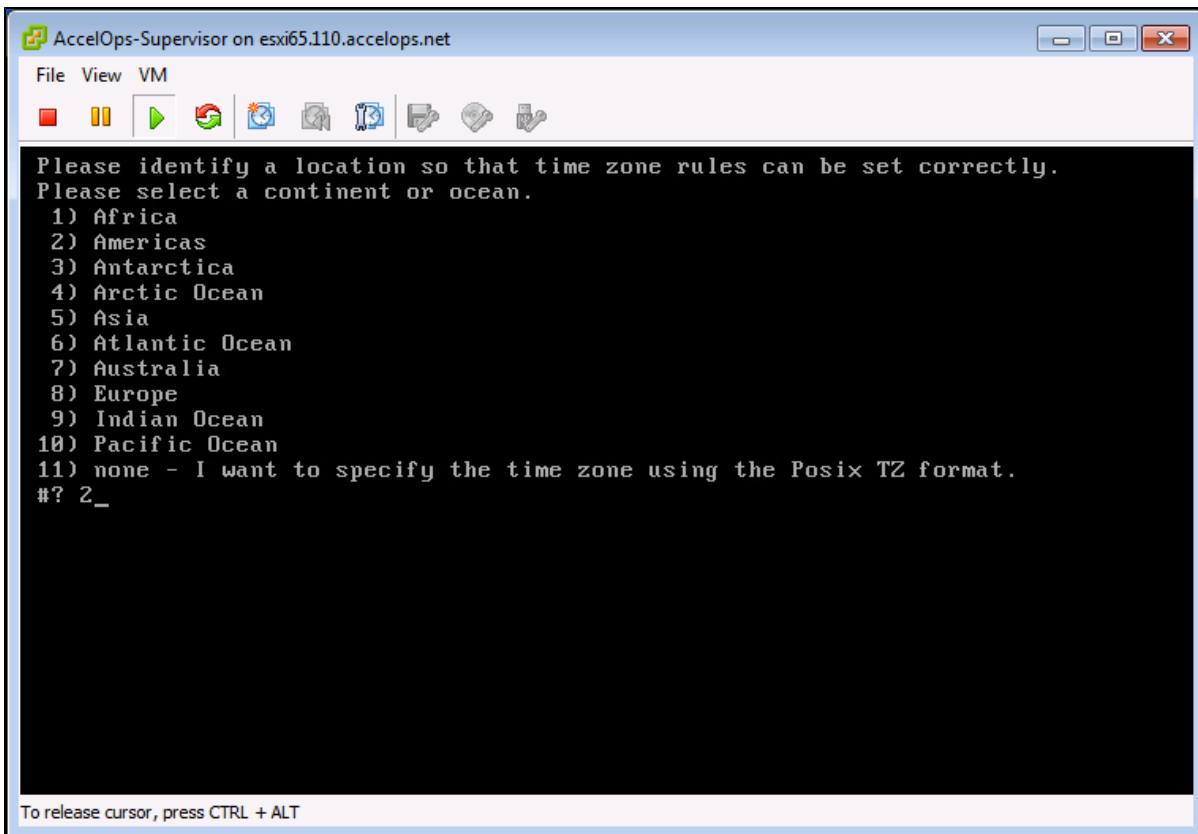 AccelOps-Supervisor on esxi65.110.accelops.net
File View VM
Please identify a location so that time zone rules can be set correctly.
Please select a continent or ocean.
1) Africa
2) Americas
3) Antarctica
4) Arctic Ocean
5) Asia
6) Atlantic Ocean
7) Australia
8) Europe
9) Indian Ocean
10) Pacific Ocean
11) none - I want to specify the time zone using the Posix TZ format.
#? 2_
To release cursor, press CTRL + ALT